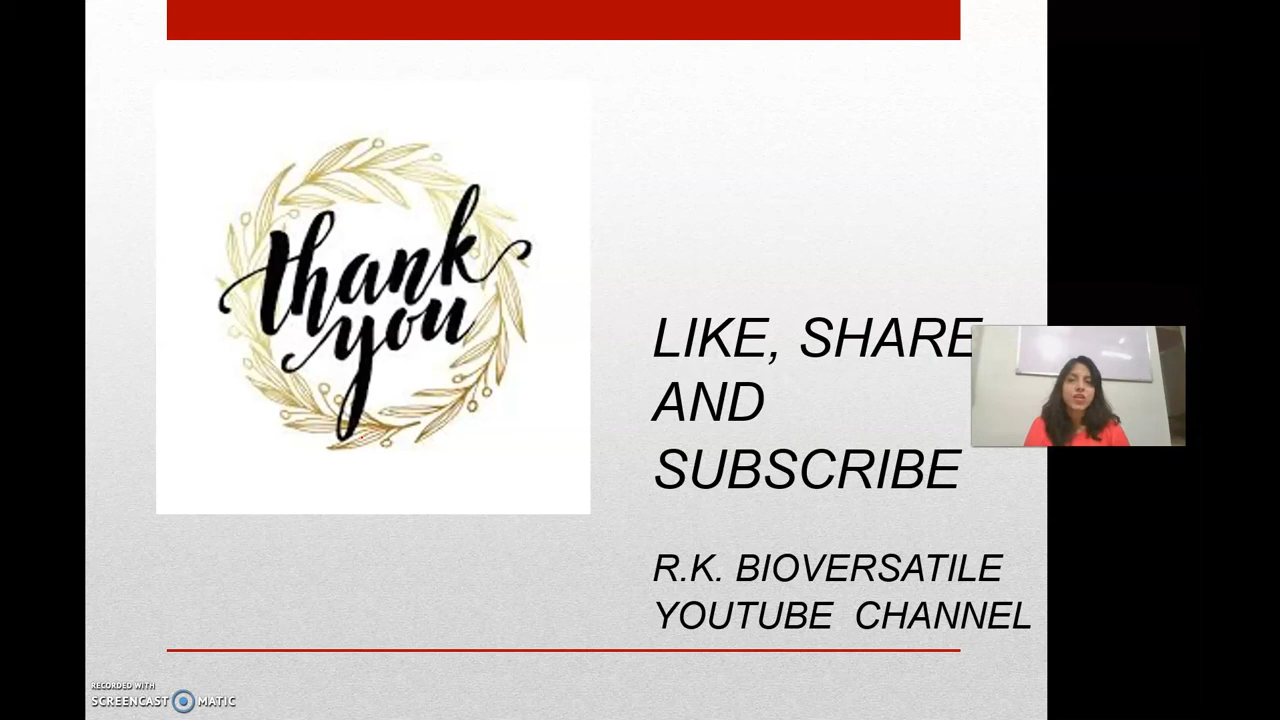 thank
you
LIKE, SHARE
AND
SUBSCRIBE
R.K. BIOVERSATILE
YOUTUBE CHANNEL
RECORDED WITH
SCREENCAST MATIC